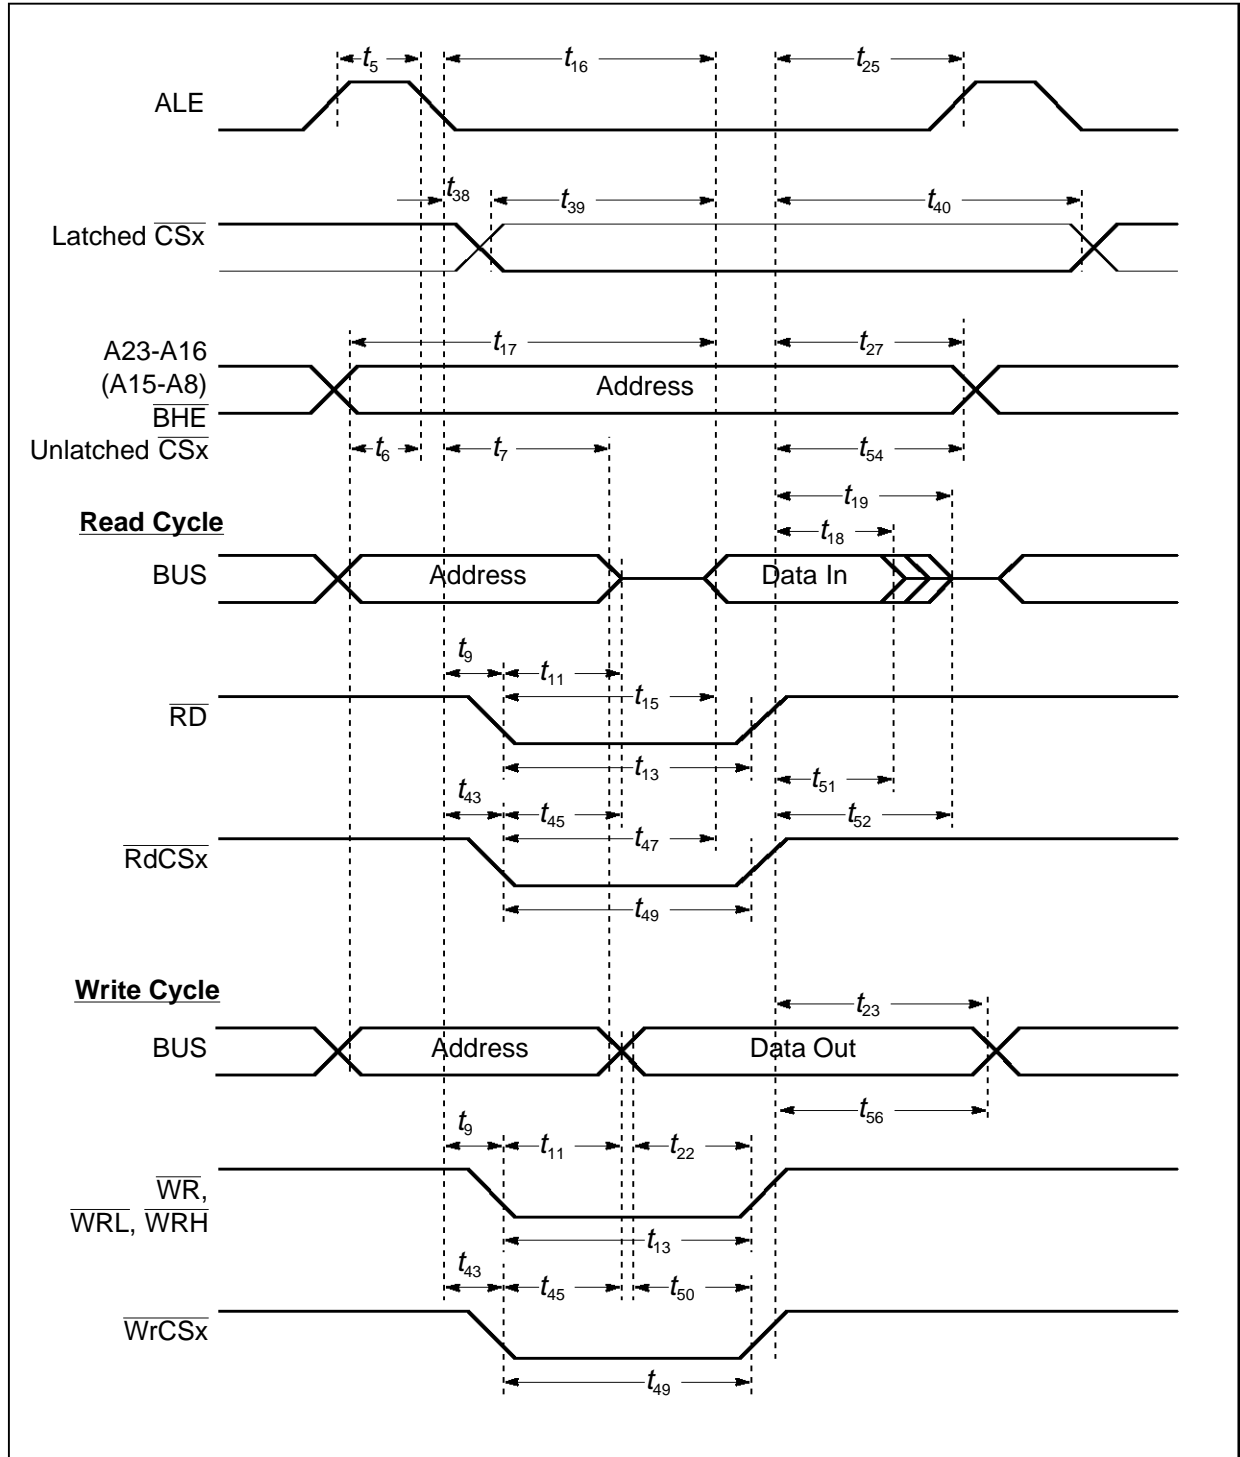 t5 t16 t25
ALE
t38 t39 t40
Latched CSx
t17 t27
A23-A16
(A15-A8) Address
BHE
Unlatched CSx t6 t7 t54
t19
Read Cycle
t18
BUS Address Data In
t9 t11
t15
RD
t13 t51
t43 t45 t52
t47
RdCSx
t49
Write Cycle
t23
BUS Address Data Out
t56
t9 t11 t22
WR,
WRL, WRH
t13
t43 t45 t50
WrCSx
t49